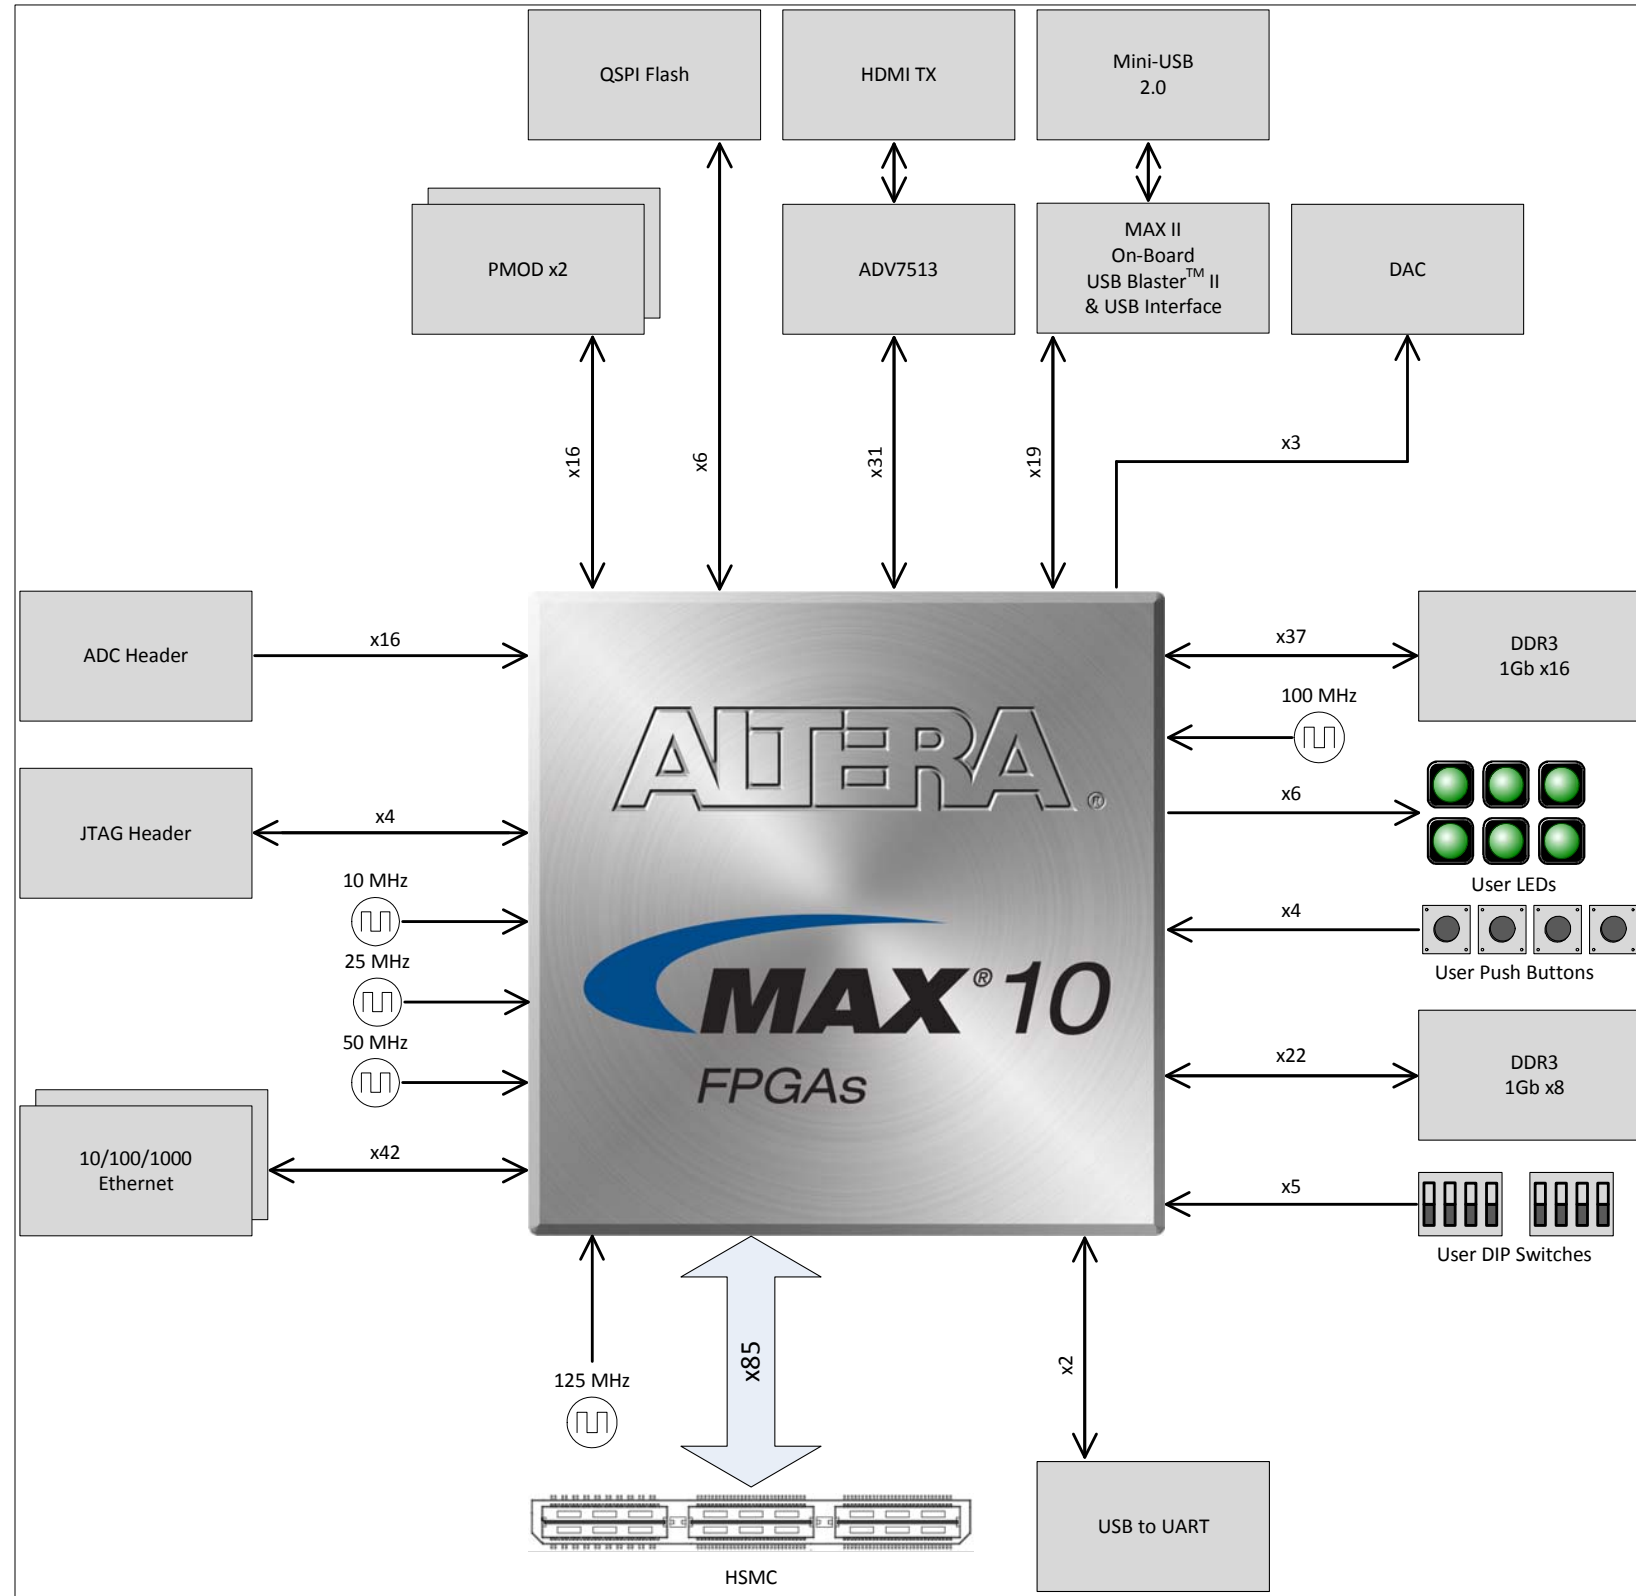 QSPI Flash
HDMI TX
Mini-USB
2.0
PMOD x2
ADV7513
MAX II
On-Board
USB Blaster™ II
& USB Interface
DAC
x16
x6
x31
x19
x3
ADC Header
x16
x37
DDR3
1Gb x16
100 MHz
ALTERA®
JTAG Header
x4
x6
User LEDs
10 MHz
x4
User Push Buttons
25 MHz
MAX® 10
50 MHz
FPGAs
x22
DDR3
1Gb x8
10/100/1000
Ethernet
x42
x5
User DIP Switches
x85
x2
125 MHz
USB to UART
HSMC